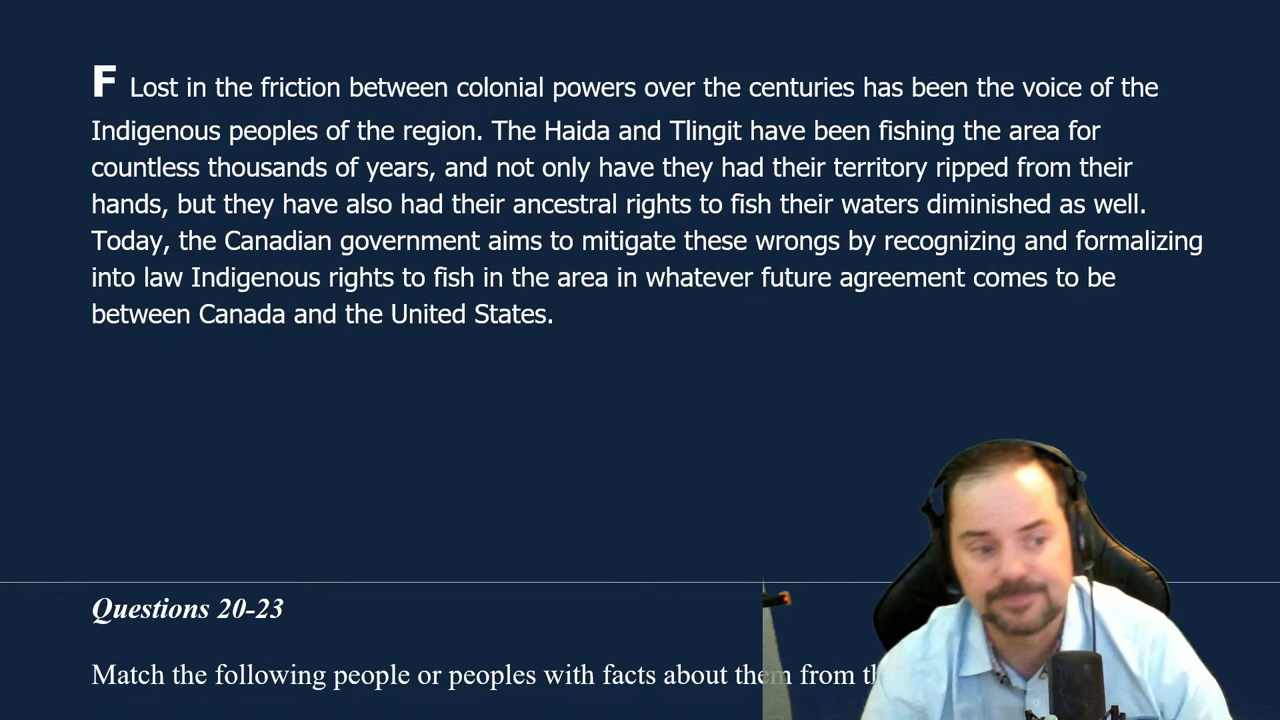 F Lost in the friction between colonial powers over the centuries has been the voice of the
Indigenous peoples of the region. The Haida and Tlingit have been fishing the area for
countless thousands of years, and not only have they had their territory ripped from their
hands, but they have also had their ancestral rights to fish their waters diminished as well.
Today, the Canadian government aims to mitigate these wrongs by recognizing and formalizing
into law Indigenous rights to fish in the area in whatever future agreement comes to be
between Canada and the United States.
Questions 20-23
Match the following people or peoples with facts about them from